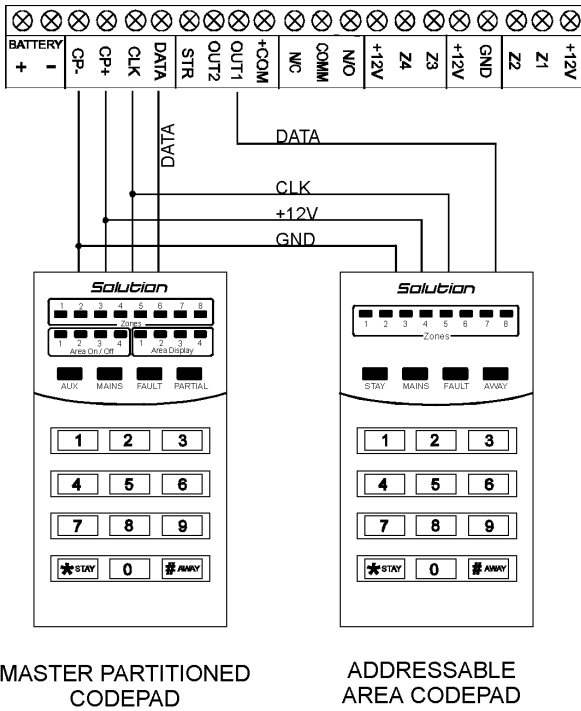 BATTERY
+ - CP- CP+ CLK DATA STR OUT2 OUT1 +COM N/C COMM N/O +12V Z4 Z3 +12V GND Z2 Z1 +12V
DATA
DATA
CLK
+12V
GND
Solution
1 2 3 4 5 6 7 8
Zones
1 2 3 4 1 2 3 4
Area On / Off Area Display
AUX MAINS FAULT PARTIAL
1 2 3
4 5 6
7 8 9
* STAY 0 # AWAY
MASTER PARTITIONED
CODEPAD
Solution
1 2 3 4 5 6 7 8
Zones
STAY MAINS FAULT AWAY
1 2 3
4 5 6
7 8 9
* STAY 0 # AWAY
ADDRESSABLE
AREA CODEPAD